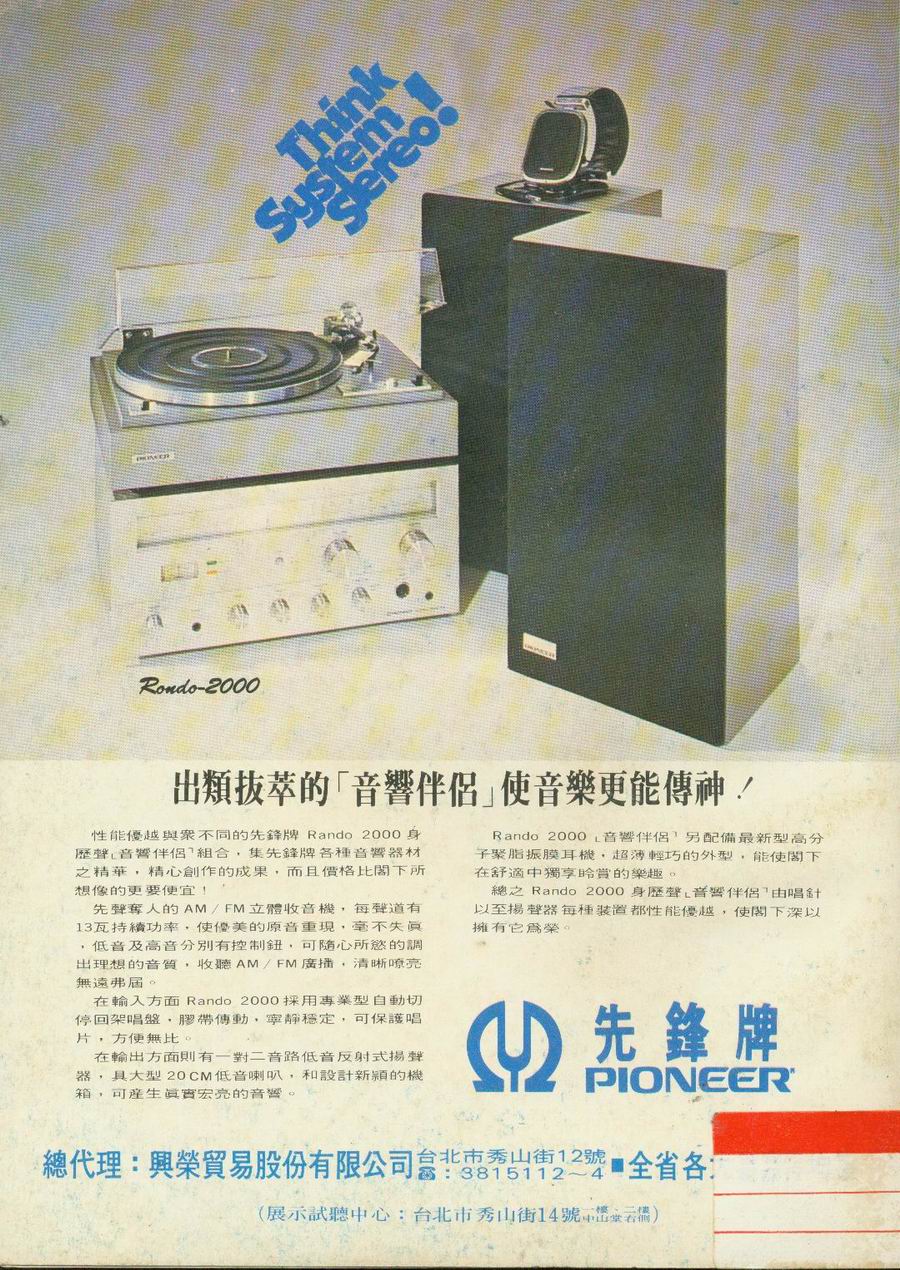 Think
System
Stereo!
PIONEER
PIONEER
Rondo-2000
出類拔萃的「音響伴侶」使音樂更能傳神！
性能優越與衆不同的先鋒牌 Rando 2000 身
歷聲「音響伴侶」組合，集先鋒牌各種音響器材
之精華，精心創作的成果，而且價格比閣下所
想像的更要便宜！
先聲奪人的 AM / FM 立體收音機，每聲道有
13瓦持續功率，使優美的原音重現，毫不失眞
，低音及高音分別有控制鈕，可隨心所慾的調
出理想的音質，收聽 AM / FM 廣播，清晰嘹亮
無遠弗屆。
在輸入方面 Rando 2000 採用專業型自動切
停回架唱盤，膠帶傳動，寧靜穩定，可保護唱
片，方便無比。
在輸出方面則有一對二音路低音反射式揚聲
器，具大型 20CM 低音喇叭，和設計新穎的機
箱，可產生眞實宏亮的音響。
Rando 2000 「音響伴侶」另配備最新型高分
子聚脂振膜耳機，超薄輕巧的外型，能使閣下
在舒適中獨享聆賞的樂趣。
總之 Rando 2000 身歷聲「音響伴侶」由唱針
以至揚聲器每種裝置都性能優越，使閣下深以
擁有它爲榮。
先鋒牌
PIONEER
總代理：興榮貿易股份有限公司 台北市秀山街12號
☎：3815112～4 ■全省各
(展示試聽中心：台北市秀山街14號一樓、二樓 中山堂右側)